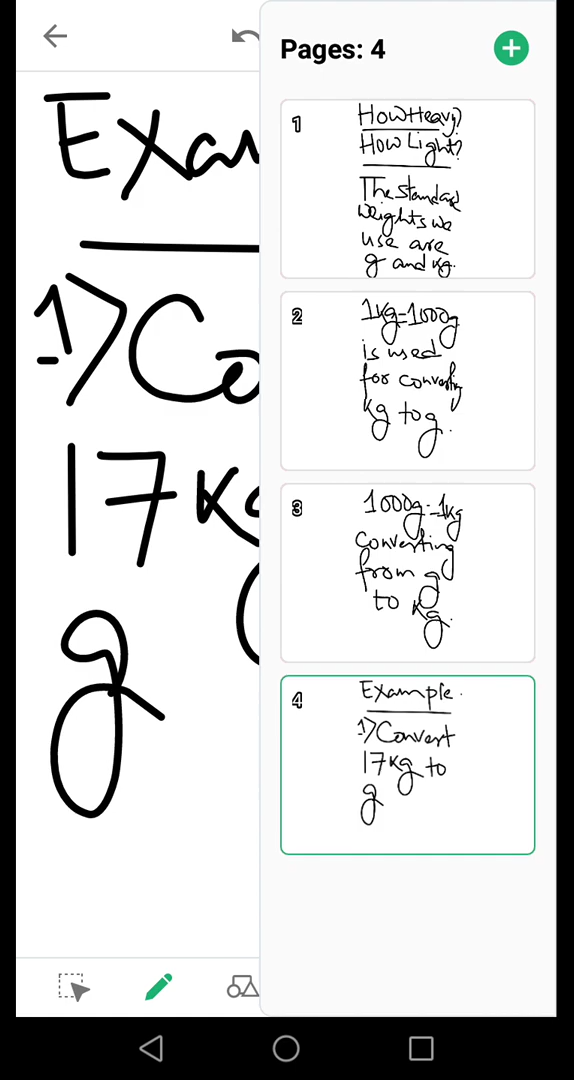 Pages: 4
Exa
1) Co
17 Kg
g
1
How Heavy?
How Light?
The standard
weights we
use are
g and kg.
2
1kg=1000g
is used
for converting
kg to g.
3
1000g=1kg
Converting
from g
to kg.
4
Example.
1) Convert
17kg to
g